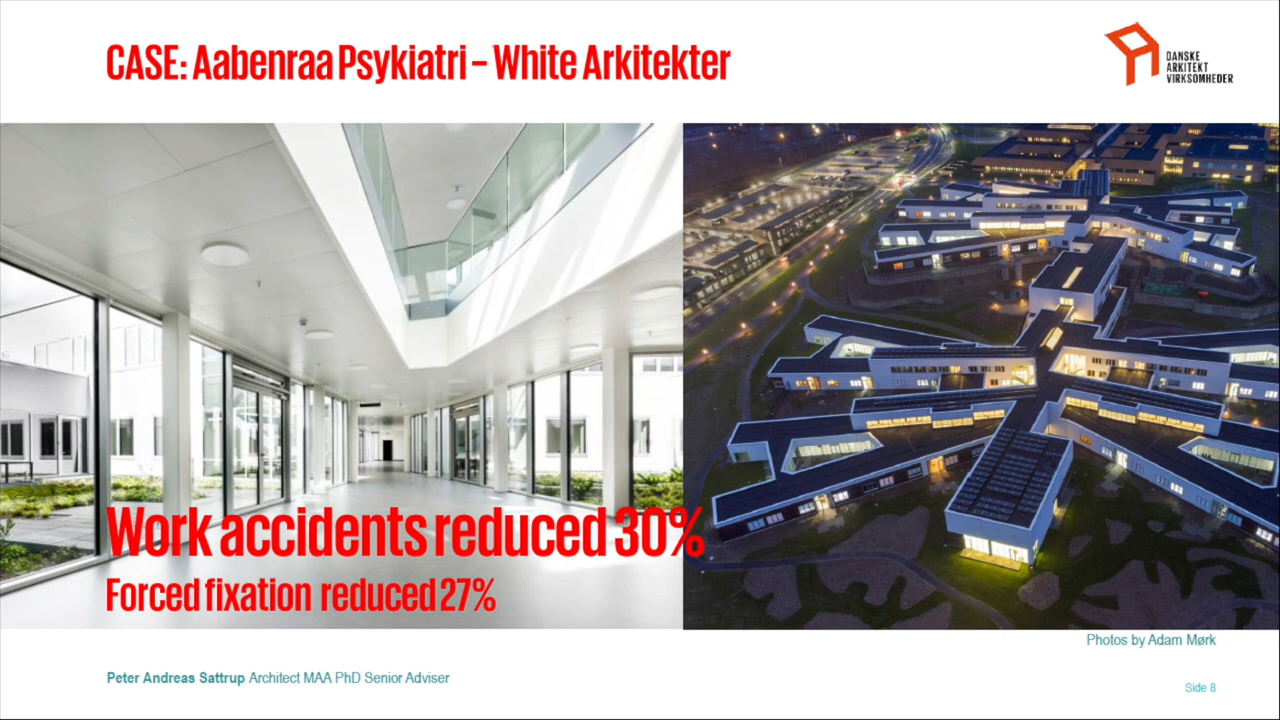 CASE: Aabenraa Psykiatri – White Arkitekter
DANSKE
ARKITEKT
VIRKSOMHEDER
Work accidents reduced 30%
Forced fixation reduced 27%
Photos by Adam Mørk
Peter Andreas Sattrup Architect MAA PhD Senior Adviser
Side 8